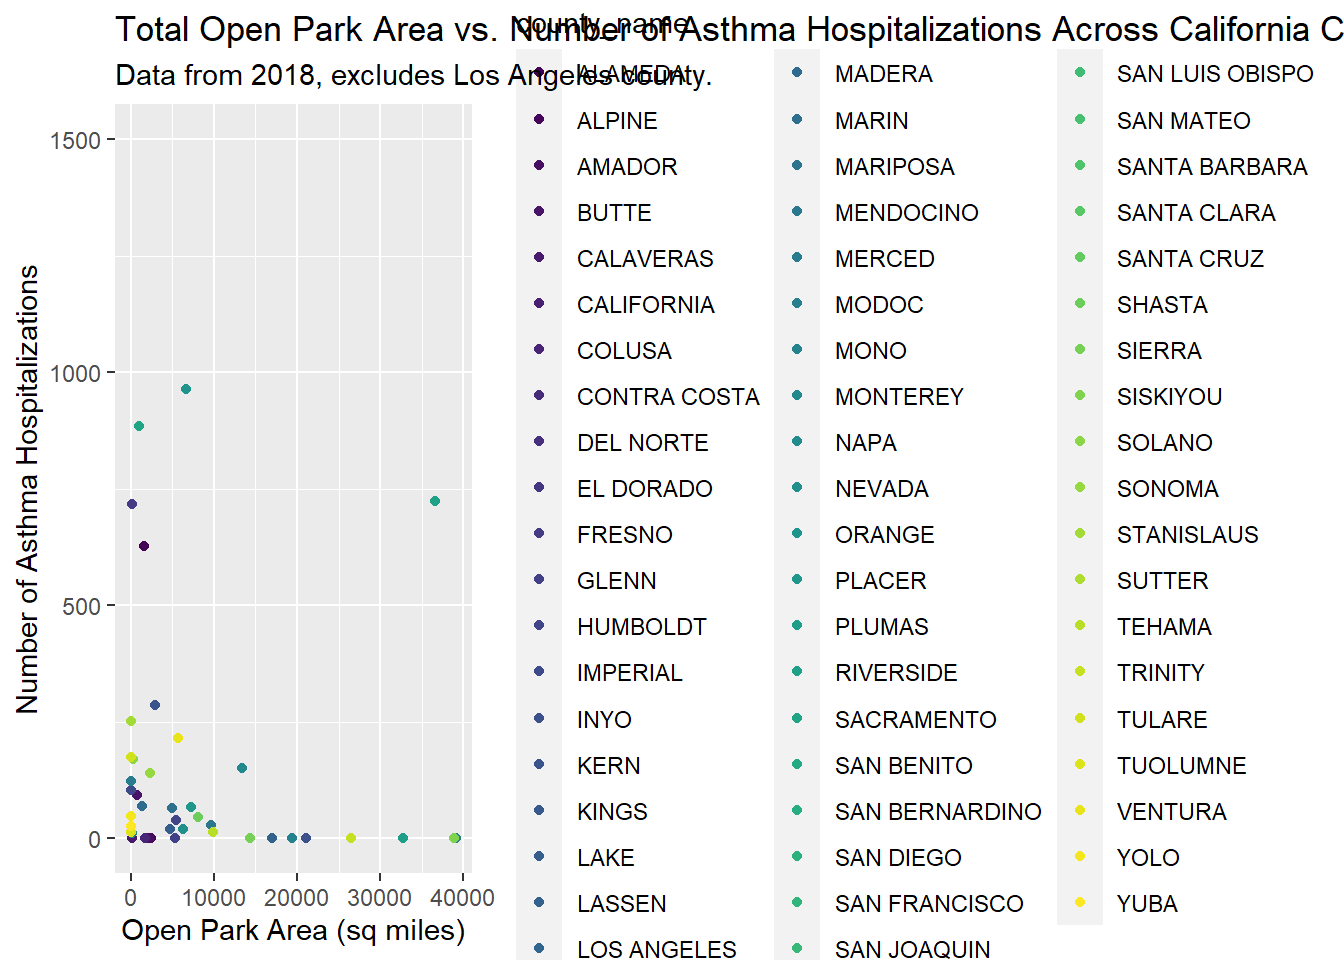 Total Open Park Area vs. Number of Asthma Hospitalizations Across California C
Data from 2018, excludes Los Angeles county.
county_name
ALAMEDA
ALPINE
AMADOR
BUTTE
CALAVERAS
CALIFORNIA
COLUSA
CONTRA COSTA
DEL NORTE
EL DORADO
FRESNO
GLENN
HUMBOLDT
IMPERIAL
INYO
KERN
KINGS
LAKE
LASSEN
LOS ANGELES
MADERA
MARIN
MARIPOSA
MENDOCINO
MERCED
MODOC
MONO
MONTEREY
NAPA
NEVADA
ORANGE
PLACER
PLUMAS
RIVERSIDE
SACRAMENTO
SAN BENITO
SAN BERNARDINO
SAN DIEGO
SAN FRANCISCO
SAN JOAQUIN
SAN LUIS OBISPO
SAN MATEO
SANTA BARBARA
SANTA CLARA
SANTA CRUZ
SHASTA
SIERRA
SISKIYOU
SOLANO
SONOMA
STANISLAUS
SUTTER
TEHAMA
TRINITY
TULARE
TUOLUMNE
VENTURA
YOLO
YUBA
Number of Asthma Hospitalizations
1500
1000
500
0
0 10000 20000 30000 40000
Open Park Area (sq miles)